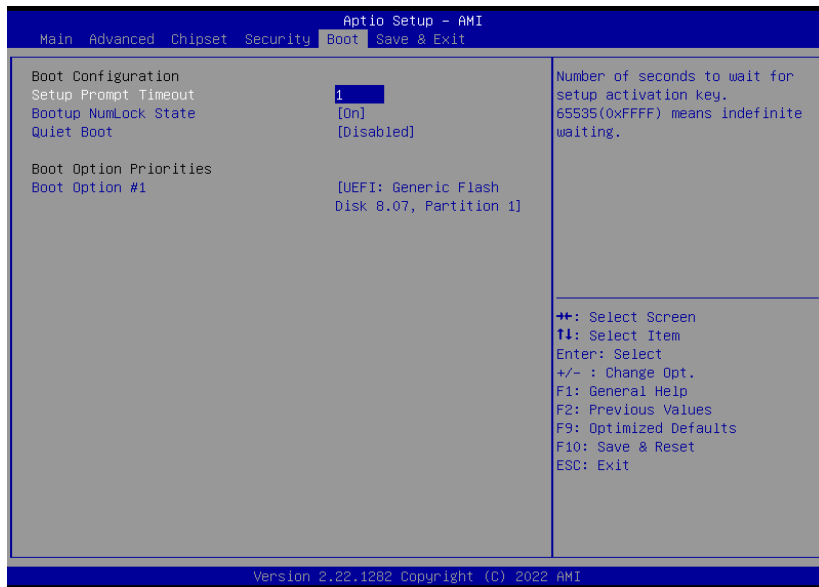 Aptio Setup – AMI
Main Advanced Chipset Security Boot Save & Exit
Boot Configuration
Setup Prompt Timeout 1
Bootup NumLock State [On]
Quiet Boot [Disabled]
Boot Option Priorities
Boot Option #1 [UEFI: Generic Flash
Disk 8.07, Partition 1]
Number of seconds to wait for
setup activation key.
65535(0xFFFF) means indefinite
waiting.
→←: Select Screen
↑↓: Select Item
Enter: Select
+/- : Change Opt.
F1: General Help
F2: Previous Values
F9: Optimized Defaults
F10: Save & Reset
ESC: Exit
Version 2.22.1282 Copyright (C) 2022 AMI